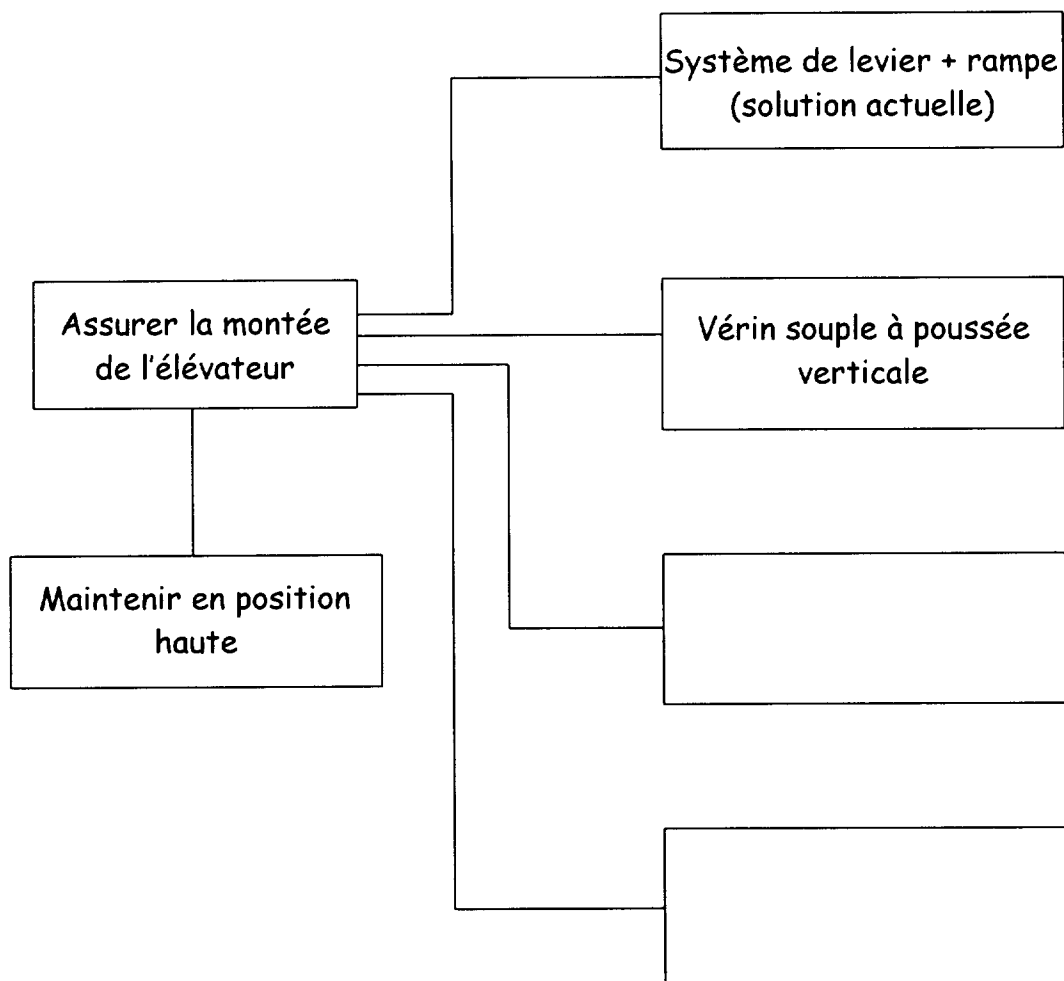 Système de levier + rampe
(solution actuelle)
Assurer la montée
de l'élévateur
Vérin souple à poussée
verticale
Maintenir en position
haute